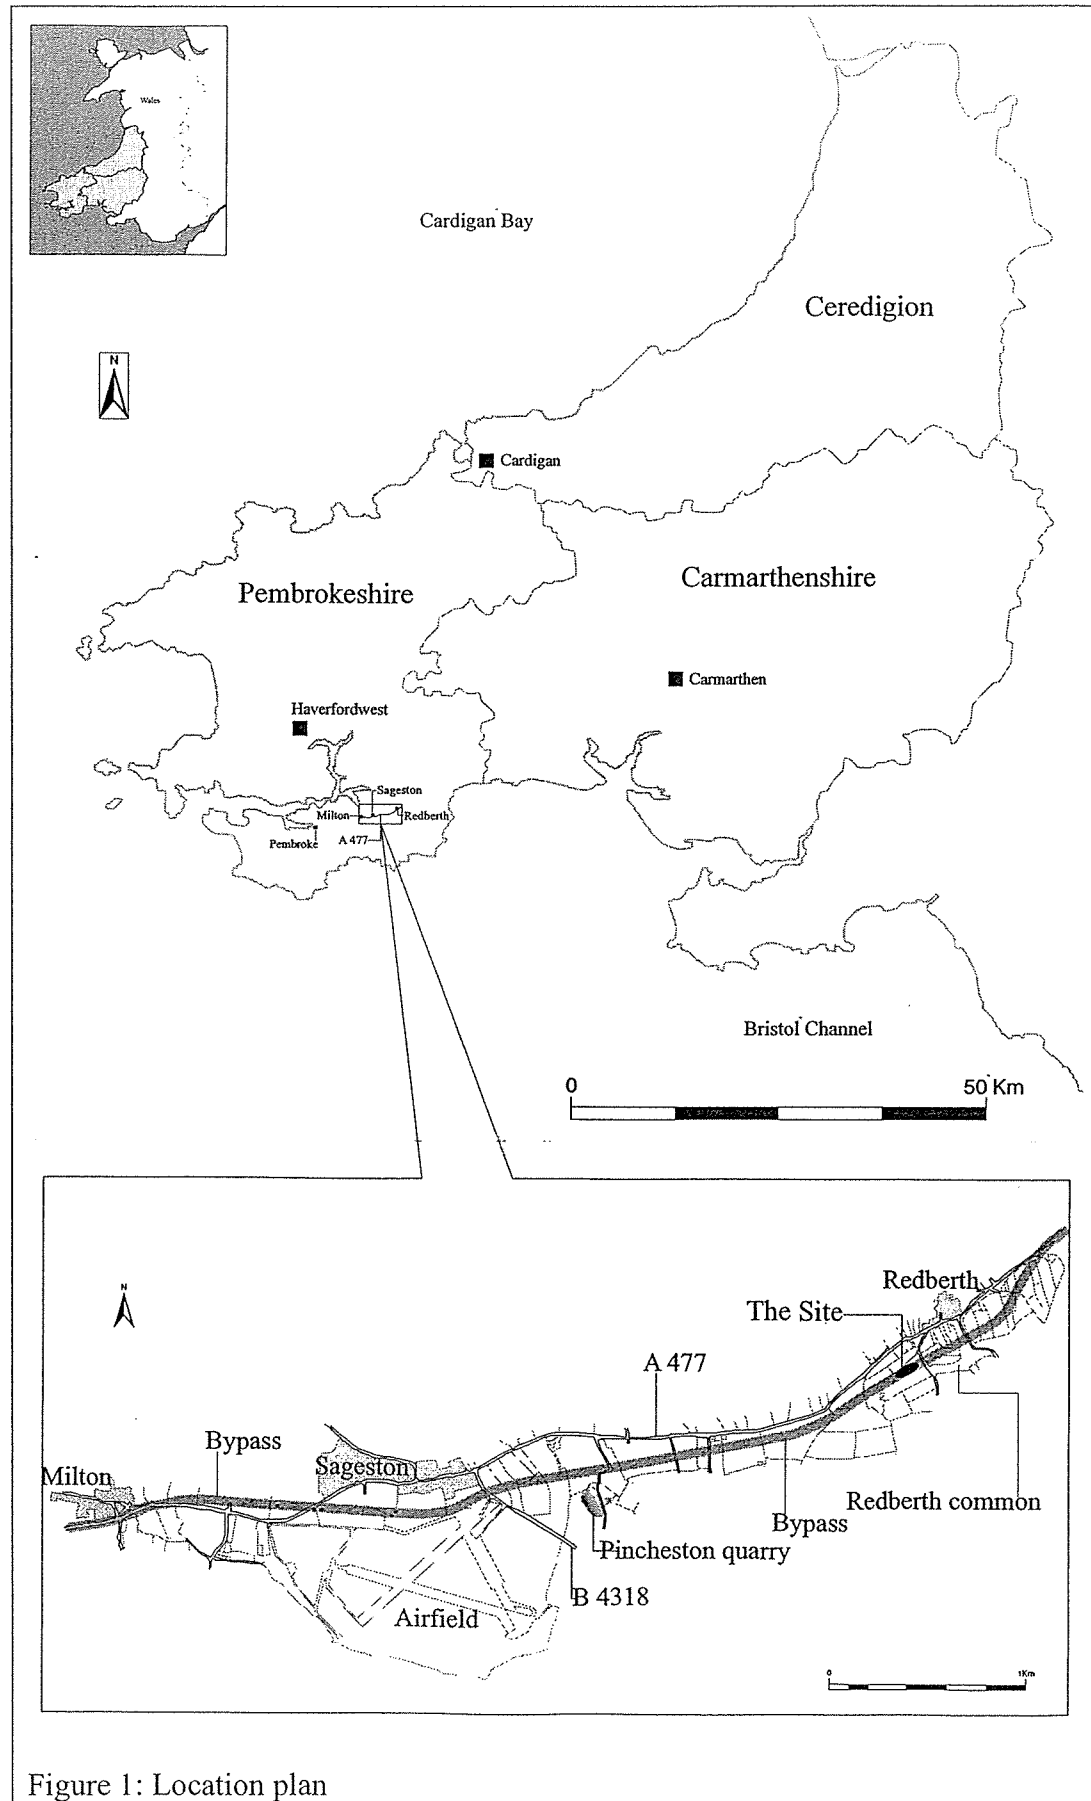 Wales
Cardigan Bay
Ceredigion
N
Cardigan
Pembrokeshire
Carmarthenshire
Carmarthen
Haverfordwest
Sageston
Milton
Redberth
Pembroke
A 477
Bristol Channel
0 50 Km
N
Redberth
The Site
A 477
Bypass
Sageston
Milton
Redberth common
Bypass
Pincheston quarry
B 4318
Airfield
0 1Km
Figure 1: Location plan